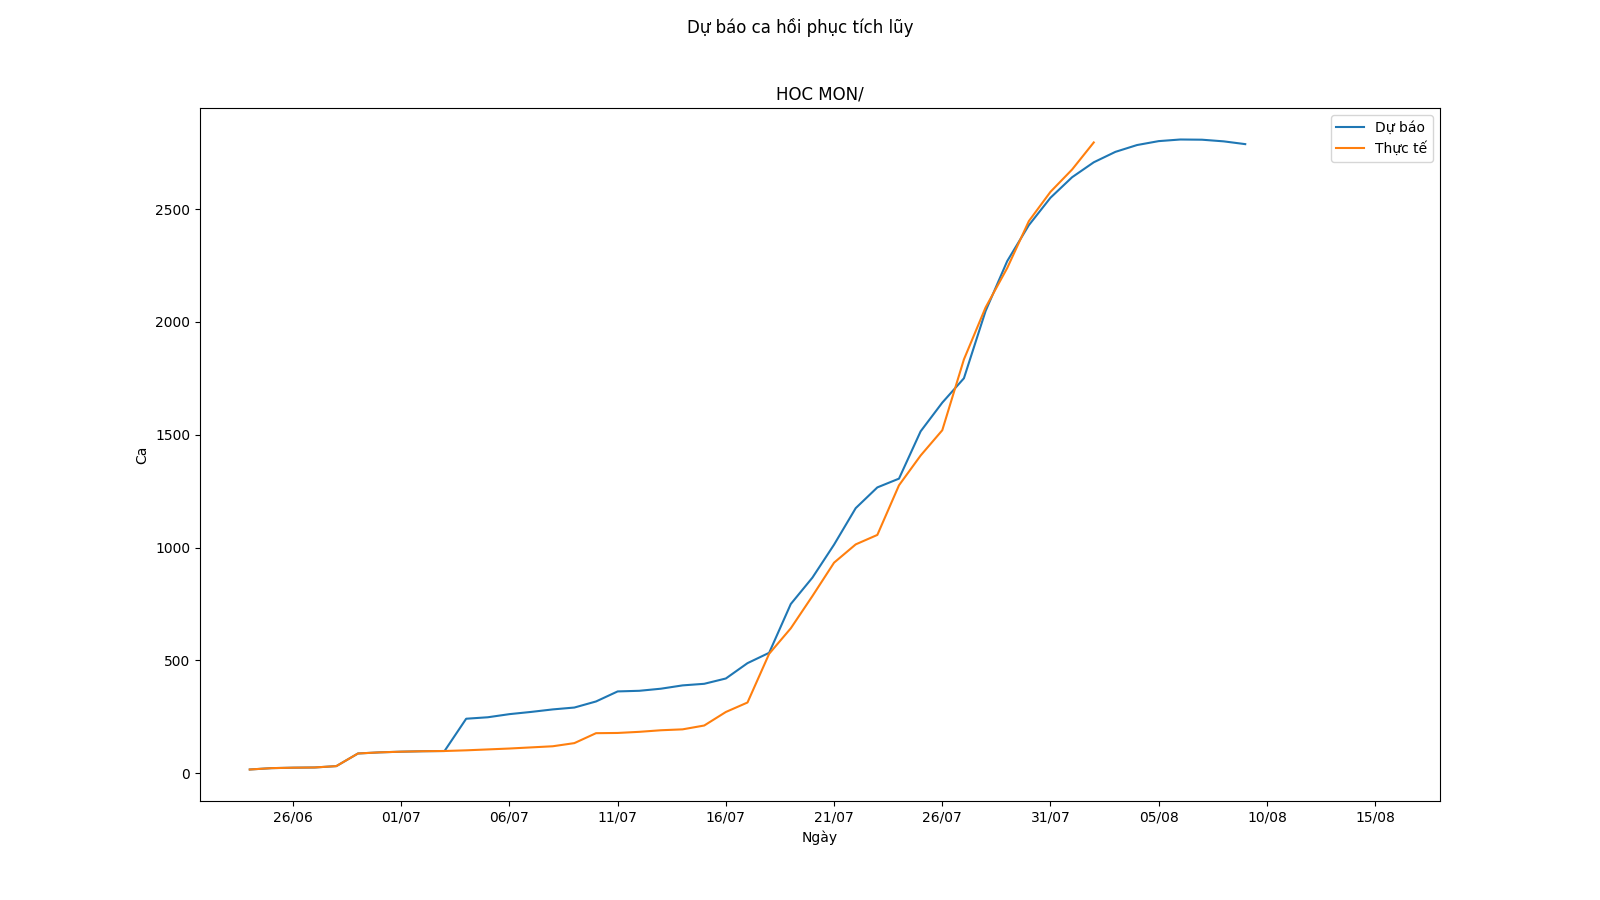 Dự báo ca hồi phục tích lũy
HOC MON/
Dự báo
Thực tế
2500
2000
1500
1000
500
0
Ca
26/06 01/07 06/07 11/07 16/07 21/07 26/07 31/07 05/08 10/08 15/08
Ngày